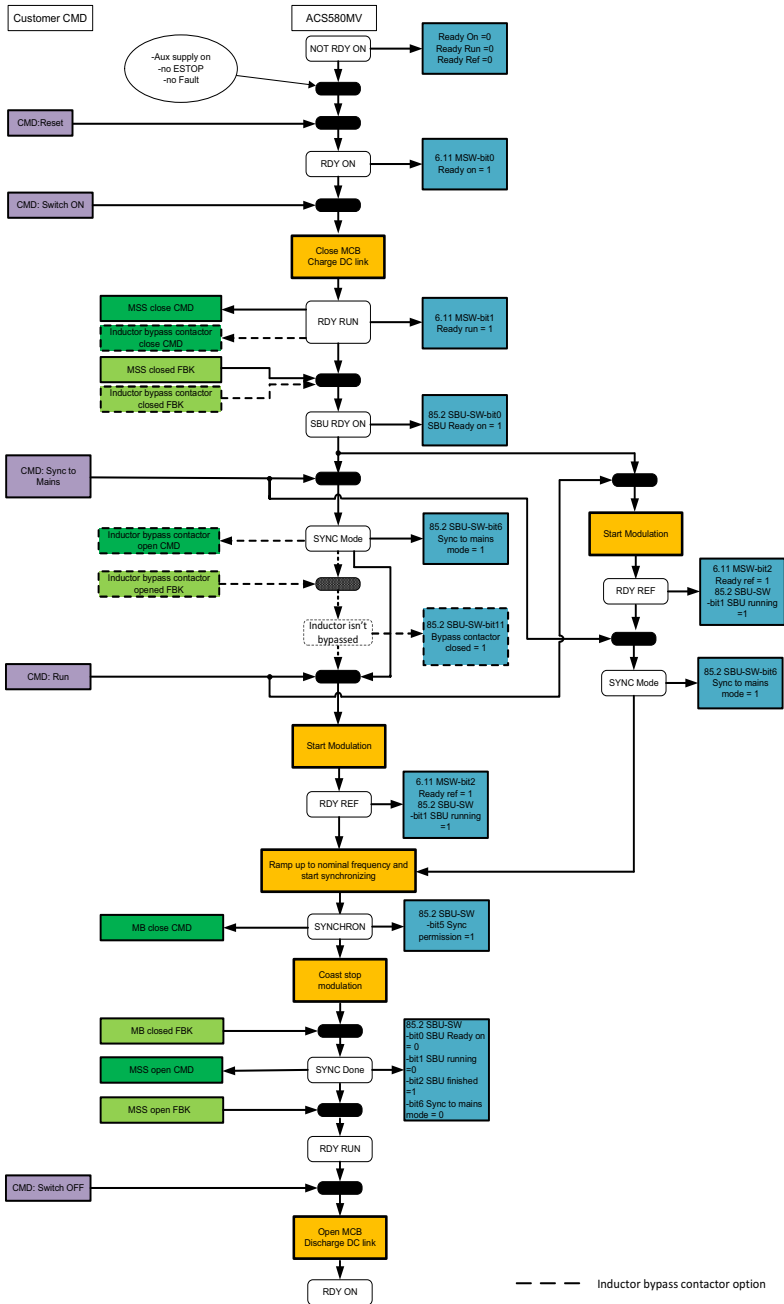 Customer CMD
ACS580MV
NOT RDY ON
Ready On =0
Ready Run =0
Ready Ref =0
-Aux supply on
-no ESTOP
-no Fault
CMD:Reset
RDY ON
6.11 MSW-bit0
Ready on = 1
CMD: Switch ON
Close MCB
Charge DC link
MSS close CMD
Inductor bypass contactor
close CMD
RDY RUN
6.11 MSW-bit1
Ready run = 1
MSS closed FBK
Inductor bypass contactor
closed FBK
SBU RDY ON
85.2 SBU-SW-bit0
SBU Ready on = 1
CMD: Sync to
Mains
Inductor bypass contactor
open CMD
SYNC Mode
85.2 SBU-SW-bit6
Sync to mains
mode = 1
Start Modulation
Inductor bypass contactor
opened FBK
RDY REF
6.11 MSW-bit2
Ready ref = 1
85.2 SBU-SW
-bit1 SBU running
=1
Inductor isn't
bypassed
85.2 SBU-SW-bit11
Bypass contactor
closed = 1
CMD: Run
SYNC Mode
85.2 SBU-SW-bit6
Sync to mains
mode = 1
Start Modulation
RDY REF
6.11 MSW-bit2
Ready ref = 1
85.2 SBU-SW
-bit1 SBU running
=1
Ramp up to nominal frequency and
start synchronizing
MB close CMD
SYNCHRON
85.2 SBU-SW
-bit5 Sync
permission =1
Coast stop
modulation
MB closed FBK
85.2 SBU-SW
-bit0 SBU Ready on
= 0
-bit1 SBU running
=0
-bit2 SBU finished
=1
-bit6 Sync to mains
mode = 0
MSS open CMD
SYNC Done
MSS open FBK
RDY RUN
CMD: Switch OFF
Open MCB
Discharge DC link
RDY ON
Inductor bypass contactor option